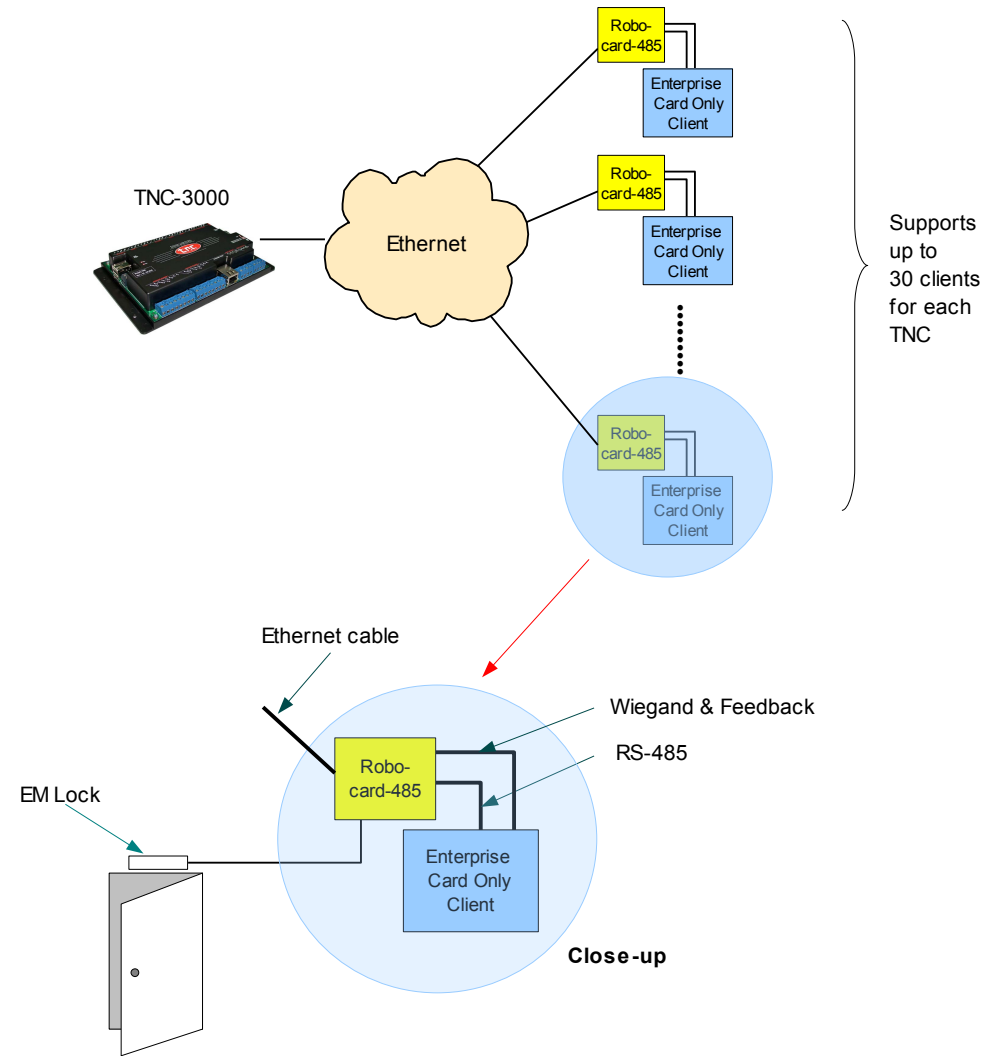 Robo-
card-485
Enterprise
Card Only
Client
Robo-
card-485
Enterprise
Card Only
Client
TNC-3000
Ethernet
Supports
up to
30 clients
for each
TNC
Robo-
card-485
Enterprise
Card Only
Client
Ethernet cable
Wiegand & Feedback
RS-485
Robo-
card-485
EM Lock
Enterprise
Card Only
Client
Close-up